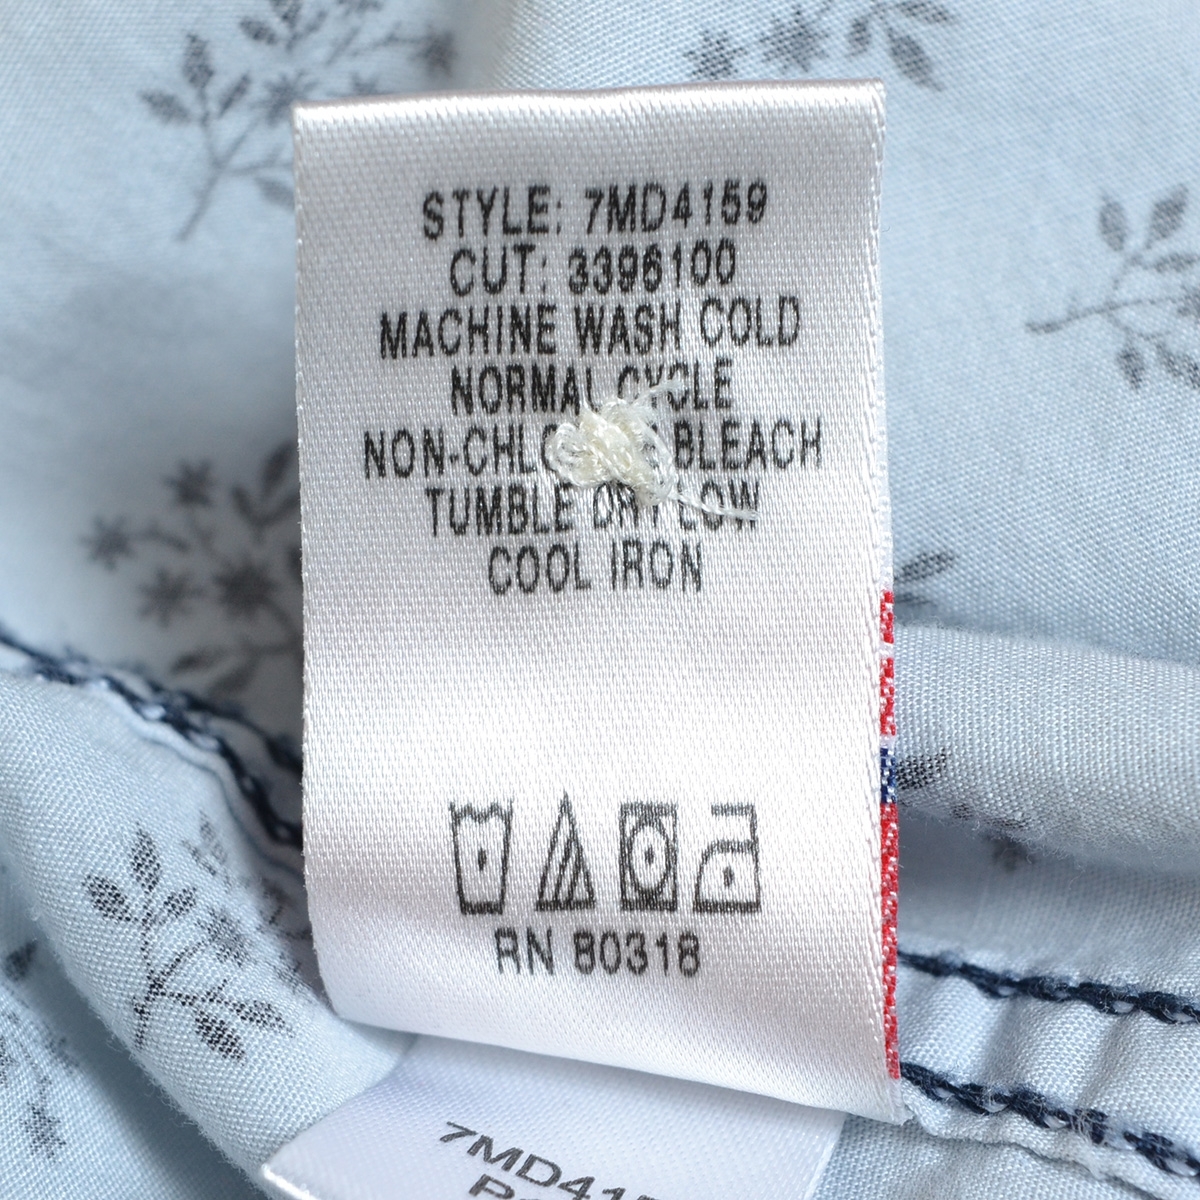 STYLE: 7MD4159
CUT: 3396100
MACHINE WASH COLD
NORMAL CYCLE
BLEACH
TUMBLE DRY LOW
COOL IRON
RN 80318